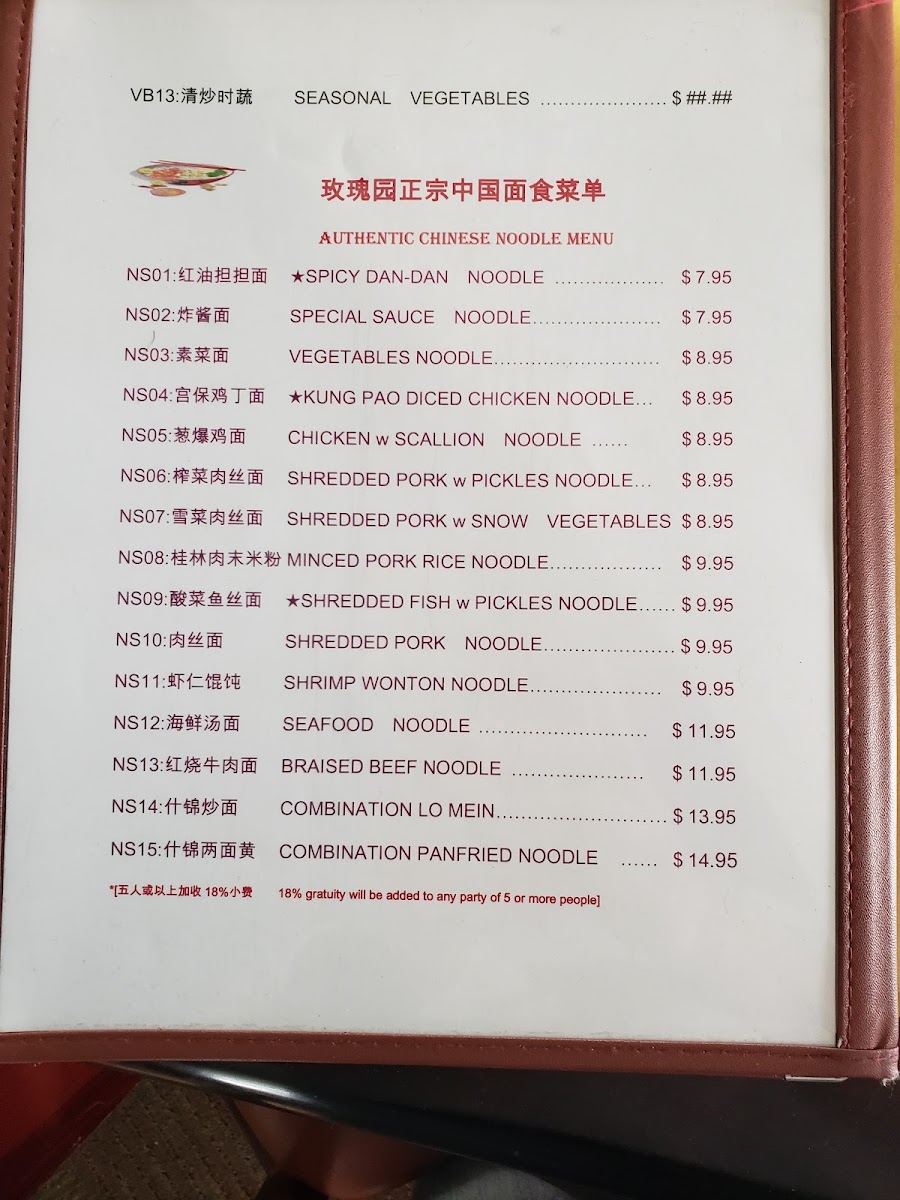 VB13:清炒时蔬 SEASONAL VEGETABLES ..................... $ ##.##
玫瑰园正宗中国面食菜单
AUTHENTIC CHINESE NOODLE MENU
NS01:红油担担面 ★SPICY DAN-DAN NOODLE .................. $ 7.95
NS02:炸酱面 SPECIAL SAUCE NOODLE..................... $ 7.95
NS03:素菜面 VEGETABLES NOODLE........................... $ 8.95
NS04:宫保鸡丁面 ★KUNG PAO DICED CHICKEN NOODLE... $ 8.95
NS05:葱爆鸡面 CHICKEN w SCALLION NOODLE ...... $ 8.95
NS06:榨菜肉丝面 SHREDDED PORK w PICKLES NOODLE... $ 8.95
NS07:雪菜肉丝面 SHREDDED PORK w SNOW VEGETABLES $ 8.95
NS08:桂林肉末米粉 MINCED PORK RICE NOODLE.................. $ 9.95
NS09:酸菜鱼丝面 ★SHREDDED FISH w PICKLES NOODLE...... $ 9.95
NS10:肉丝面 SHREDDED PORK NOODLE..................... $ 9.95
NS11:虾仁馄饨 SHRIMP WONTON NOODLE..................... $ 9.95
NS12:海鲜汤面 SEAFOOD NOODLE ........................... $ 11.95
NS13:红烧牛肉面 BRAISED BEEF NOODLE ..................... $ 11.95
NS14:什锦炒面 COMBINATION LO MEIN........................... $ 13.95
NS15:什锦两面黄 COMBINATION PANFRIED NOODLE ...... $ 14.95
*[五人或以上加收 18%小费 18% gratuity will be added to any party of 5 or more people]